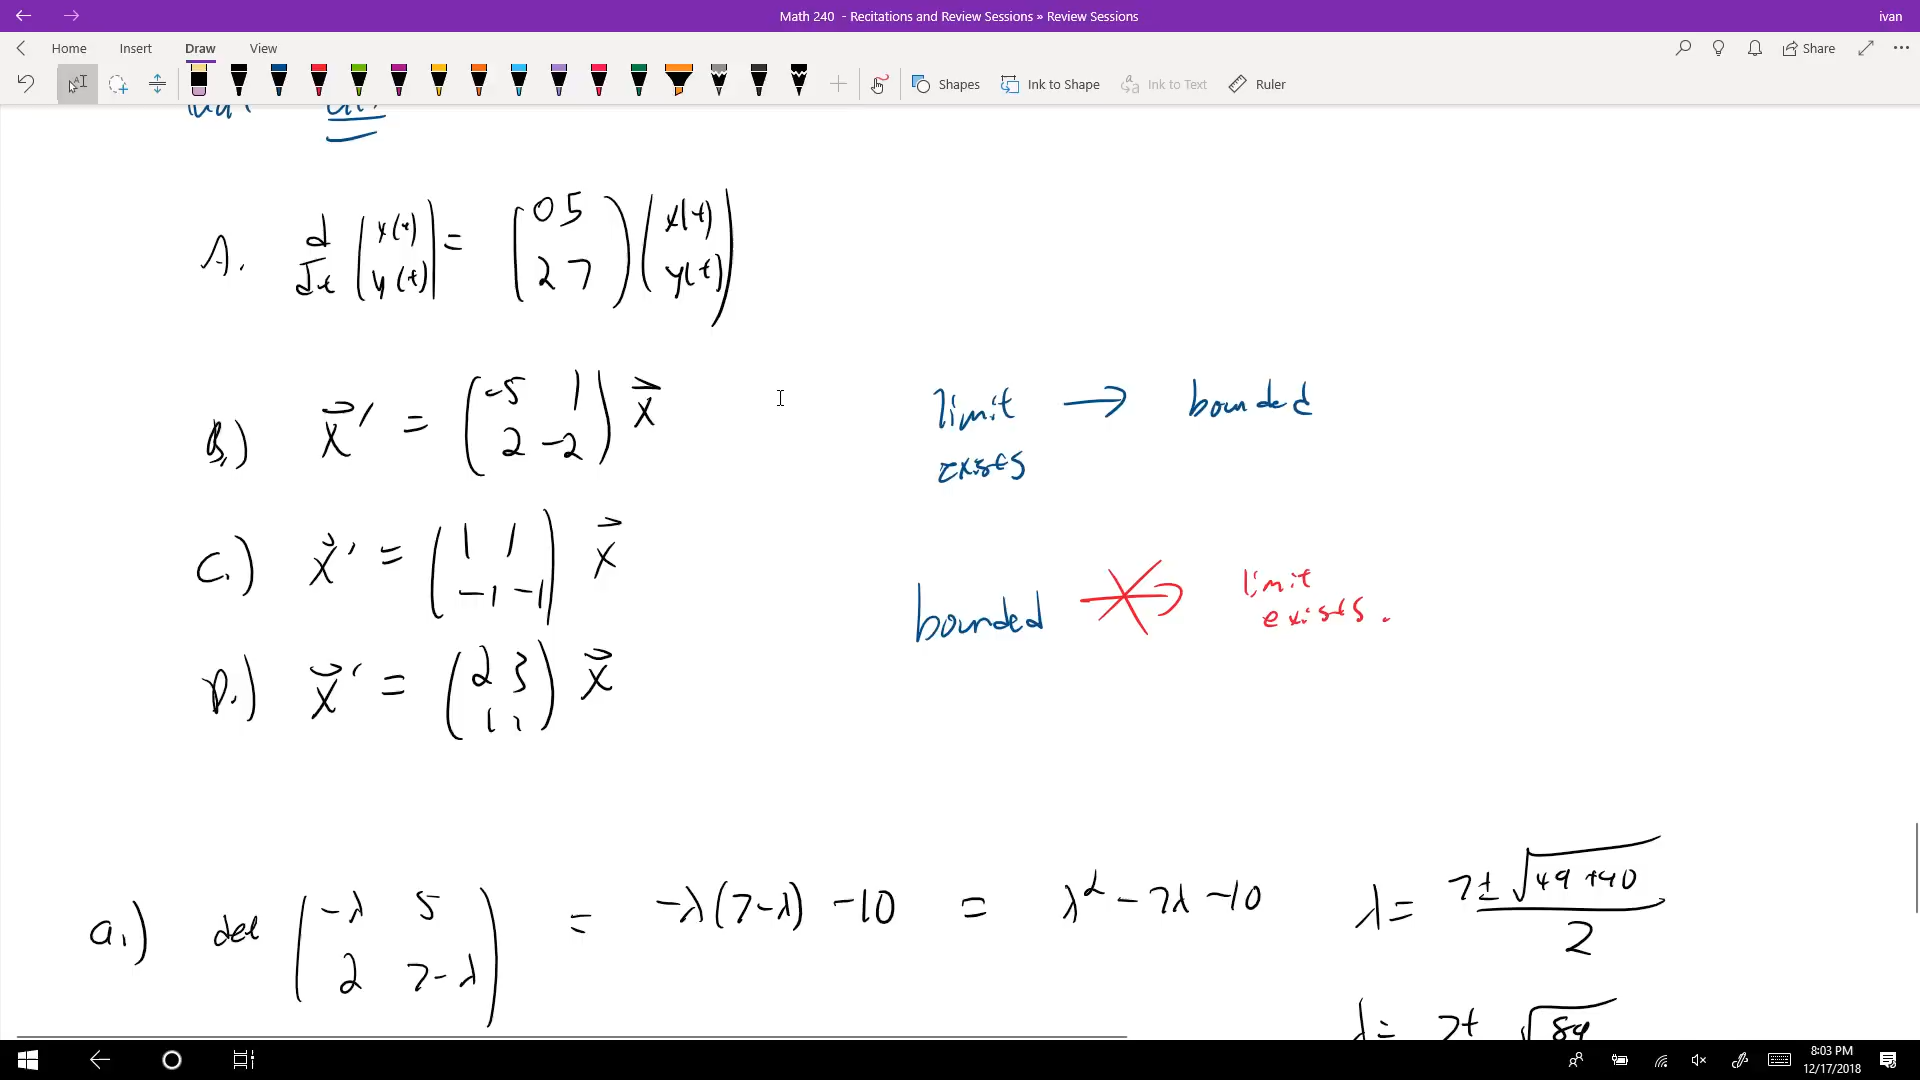 Math 240 - Recitations and Review Sessions » Review Sessions
ivan
Home Insert Draw View
Share
Shapes Ink to Shape Ink to Text Ruler
A. d/dt (x(t) y(t)) = (0 5 2 7) (x(t) y(t))
B.) x⃗' = (-5 1 2 -2) x⃗
limit → bounded
exists
C.) x⃗' = (1 1 -1 -1) x⃗
bounded
limit
exists.
D.) x⃗' = (2 3 1 1) x⃗
a.) det (-λ 5 2 7-λ) = -λ(7-λ) -10 = λ² - 7λ -10 λ = 7± √49+40 / 2
λ = 7± √89
8:03 PM
12/17/2018